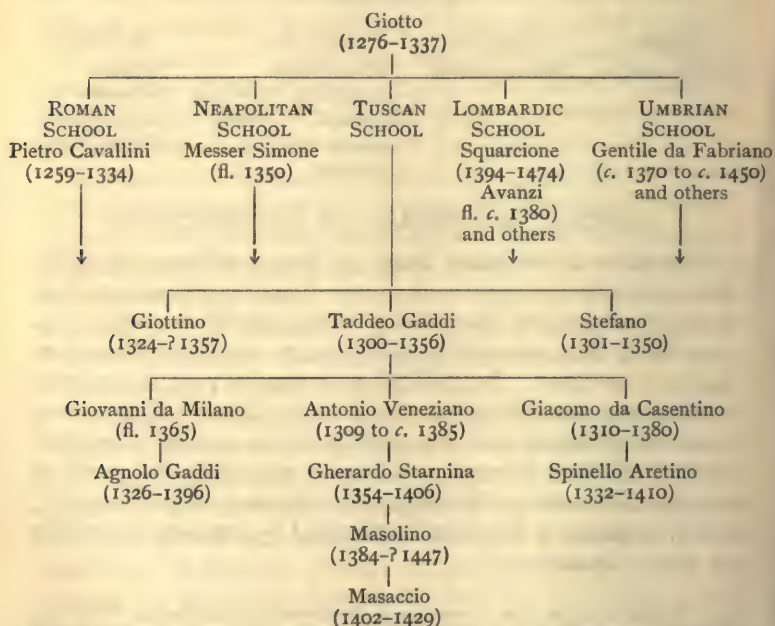 Giotto
(1276–1337)
ROMAN NEAPOLITAN TUSCAN LOMBARDIC UMBRIAN
SCHOOL SCHOOL SCHOOL SCHOOL SCHOOL
Pietro Cavallini Messer Simone Squarcione Gentile da Fabriano
(1259–1334) (fl. 1350) (1394–1474) (c. 1370 to c. 1450)
Avanzi and others
fl. c. 1380)
and others
Giottino Taddeo Gaddi Stefano
(1324–? 1357) (1300–1356) (1301–1350)
Giovanni da Milano Antonio Veneziano Giacomo da Casentino
(fl. 1365) (1309 to c. 1385) (1310–1380)
Agnolo Gaddi Gherardo Starnina Spinello Aretino
(1326–1396) (1354–1406) (1332–1410)
Masolino
(1384–? 1447)
Masaccio
(1402–1429)